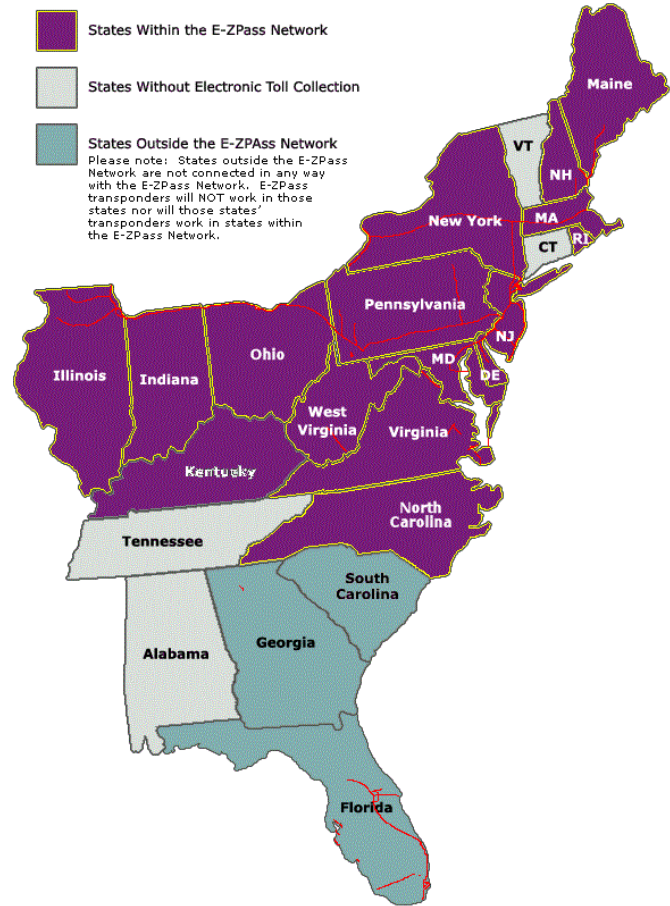 States Within the E-ZPass Network
States Without Electronic Toll Collection
States Outside the E-ZPAss Network
Please note: States outside the E-ZPass
Network are not connected in any way
with the E-ZPass Network. E-ZPass
transponders will NOT work in those
states nor will those states'
transponders work in states within
the E-ZPass Network.
Maine
VT
NH
New York
MA
CT
RI
Pennsylvania
NJ
Ohio
MD
DE
Illinois
Indiana
West
Virginia
Virginia
Kentucky
North
Carolina
Tennessee
South
Carolina
Georgia
Alabama
Florida